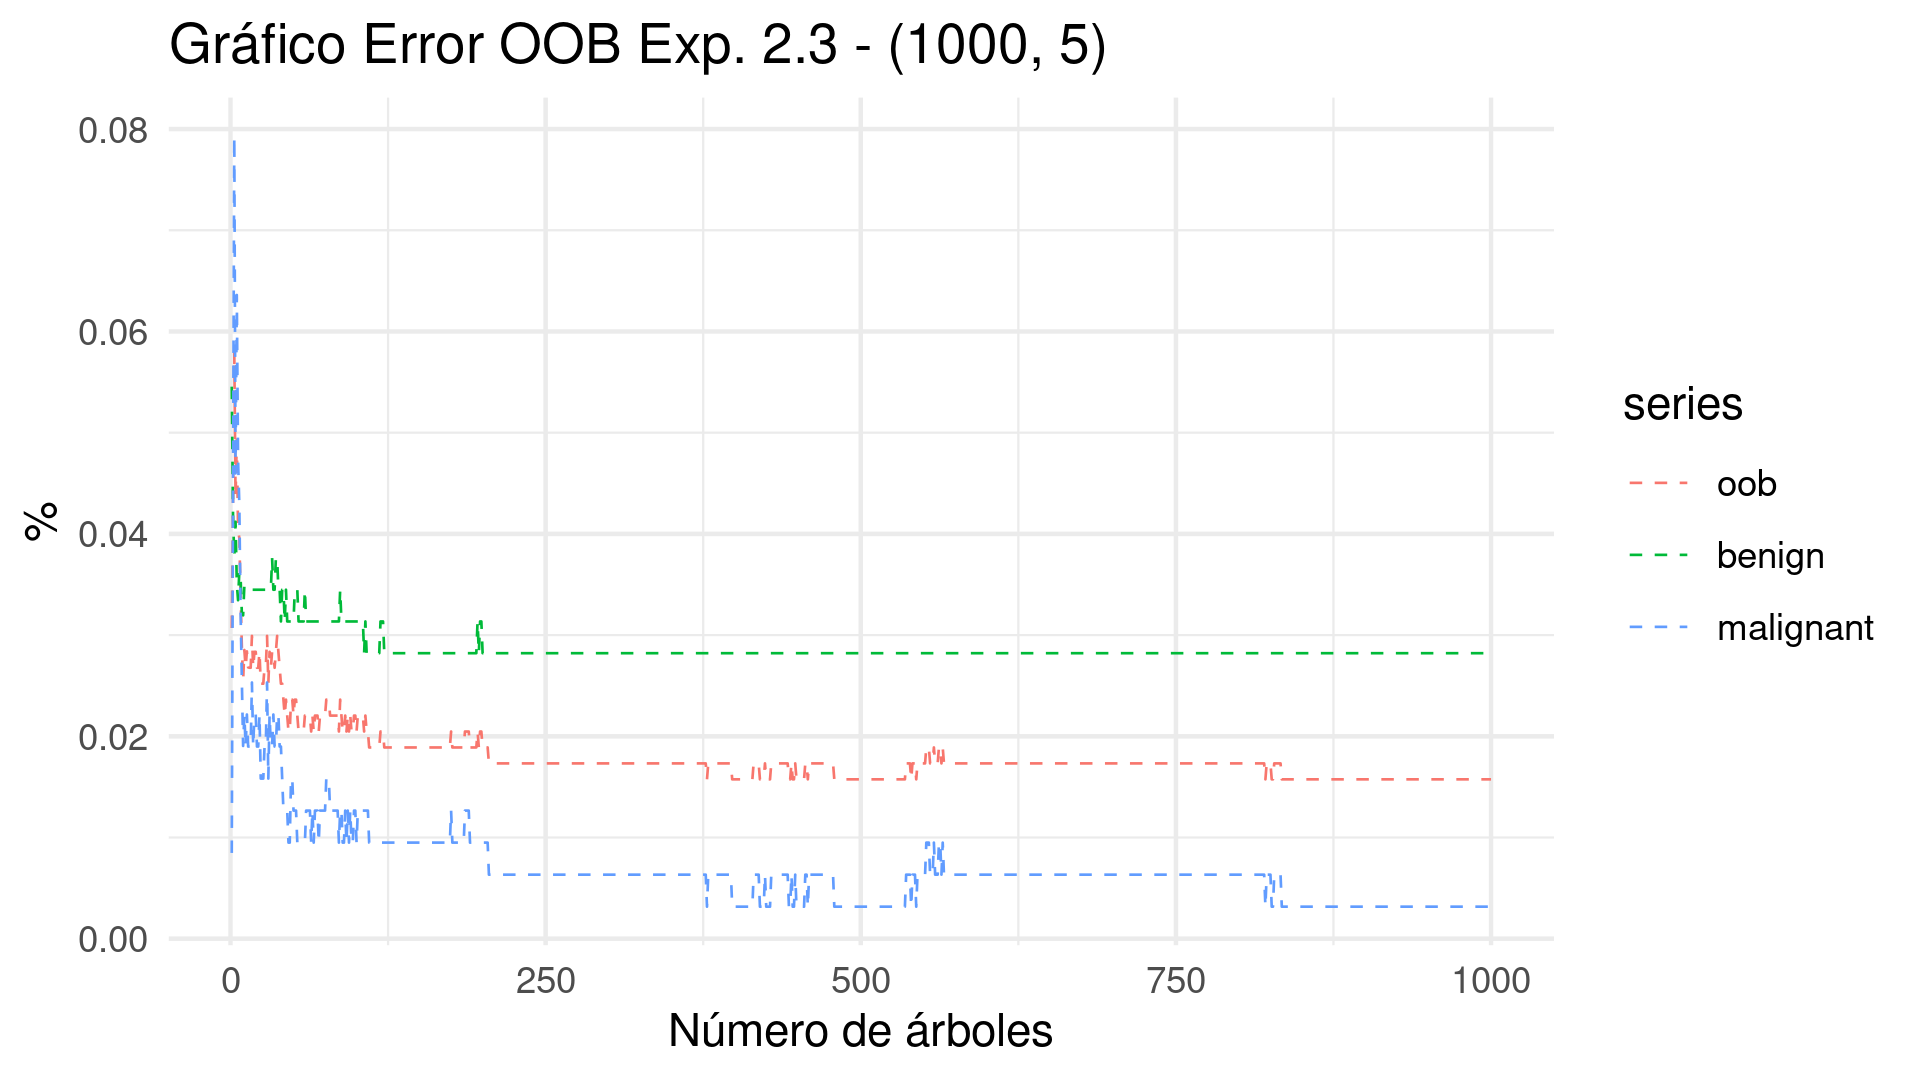 Gráfico Error OOB Exp. 2.3 - (1000, 5)
0.08
0.06
0.04
0.02
0.00
%
0 250 500 750 1000
Número de árboles
series
oob
benign
malignant